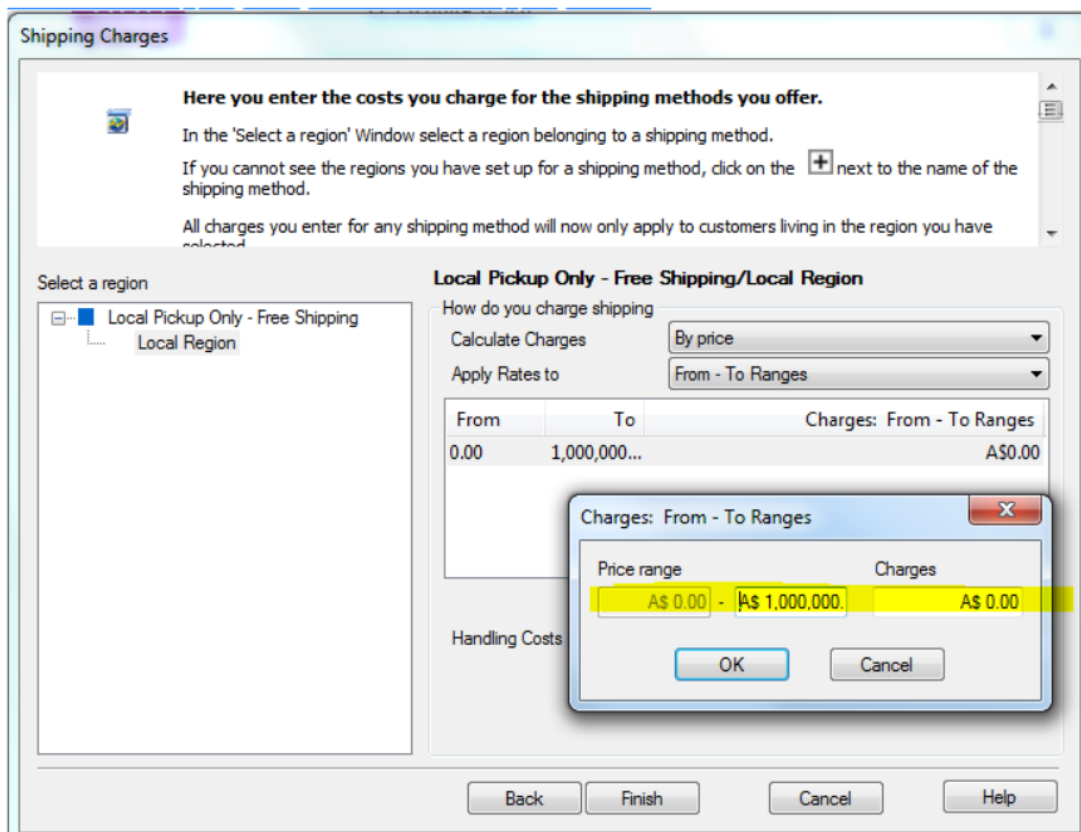 Shipping Charges
Here you enter the costs you charge for the shipping methods you offer.
In the 'Select a region' Window select a region belonging to a shipping method.
If you cannot see the regions you have set up for a shipping method, click on the + next to the name of the
shipping method.
All charges you enter for any shipping method will now only apply to customers living in the region you have
selected
Select a region
Local Pickup Only - Free Shipping
Local Region
Local Pickup Only - Free Shipping/Local Region
How do you charge shipping
Calculate Charges By price
Apply Rates to From - To Ranges
From To Charges: From - To Ranges
0.00 1,000,000... A$0.00
Charges: From - To Ranges
Price range Charges
A$ 0.00 - A$ 1,000,000. A$ 0.00
OK Cancel
Handling Costs
Back Finish Cancel Help